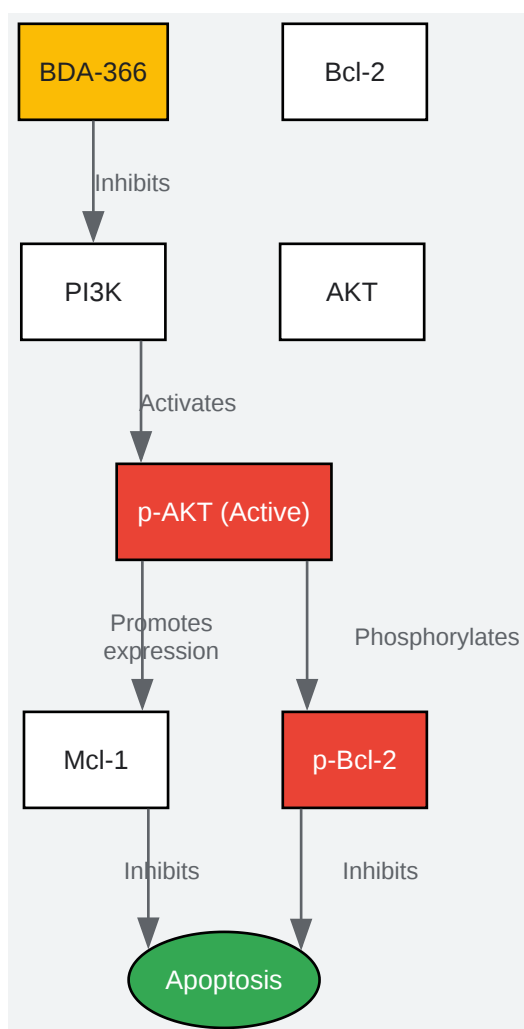 BDA-366
Bcl-2
Inhibits
PI3K
AKT
Activates
p-AKT (Active)
Promotes
expression
Phosphorylates
Mcl-1
p-Bcl-2
Inhibits
Inhibits
Apoptosis